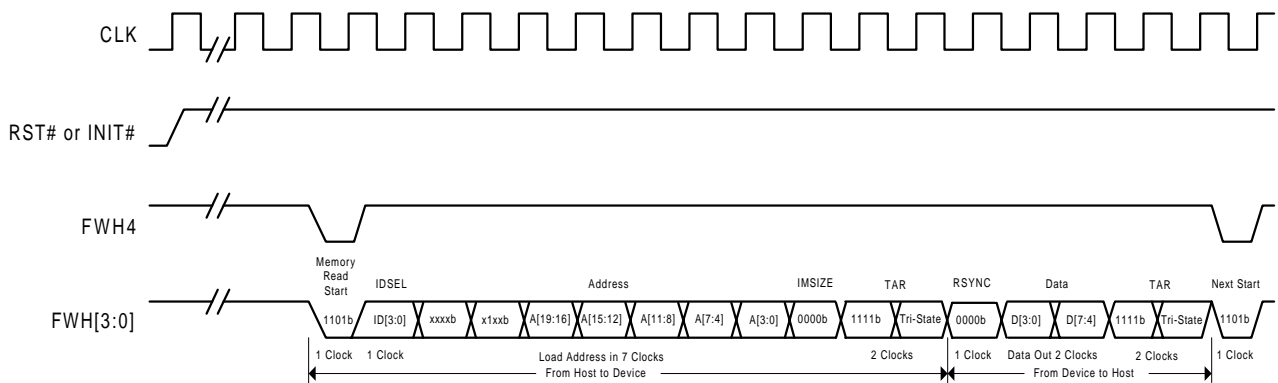 CLK
RST# or INIT#
FWH4
Memory
Read
Start
IDSEL
Address
IMSIZE
TAR
RSYNC
Data
TAR
Next Start
FWH[3:0]
1101b ID[3:0] xxxxb x1xxb A[19:16] A[15:12] A[11:8] A[7:4] A[3:0] 0000b 1111b Tri-State 0000b D[3:0] D[7:4] 1111b Tri-State 1101b
1 Clock 1 Clock Load Address in 7 Clocks 2 Clocks 1 Clock Data Out 2 Clocks 2 Clocks 1 Clock
From Host to Device From Device to Host